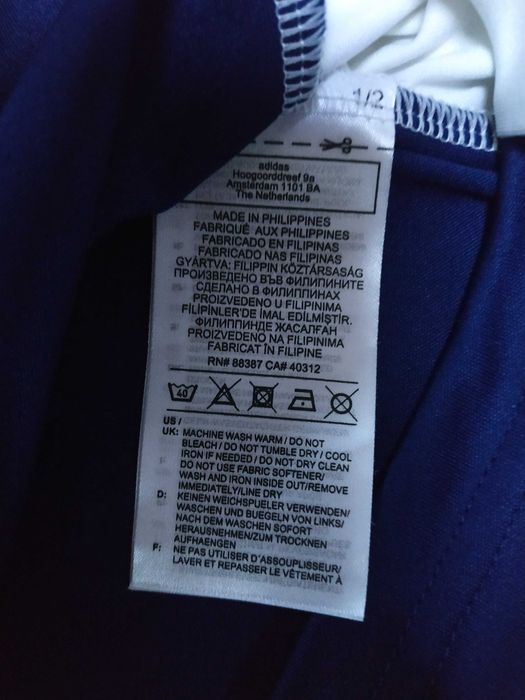 1/2
adidas
Hoogoorddreef 9a
Amsterdam 1101 BA
The Netherlands
MADE IN PHILIPPINES
FABRIQUÉ AUX PHILIPPINES
FABRICADO EN FILIPINAS
FABRICADO NAS FILIPINAS
GYÁRTVA: FILIPPIN KÖZTÁRSASÁG
ПРОИЗВЕДЕНО ВЪВ ФИЛИПИНИТЕ
СДЕЛАНО В ФИЛИППИНАХ
PROIZVEDENO U FILIPINIMA
FİLİPİNLER'DE İMAL EDİLMİŞTİR.
ФИЛИППИНДЕ ЖАСАЛҒАН
PROIZVEDENO NA FILIPINIMA
FABRICAT ÎN FILIPINE
RN# 88387 CA# 40312
40
US /
UK: MACHINE WASH WARM / DO NOT
BLEACH / DO NOT TUMBLE DRY / COOL
IRON IF NEEDED / DO NOT DRY CLEAN
DO NOT USE FABRIC SOFTENER/
WASH AND IRON INSIDE OUT/REMOVE
IMMEDIATELY/LINE DRY
D: KEINEN WEICHSPUELER VERWENDEN/
WASCHEN UND BUEGELN VON LINKS/
NACH DEM WASCHEN SOFORT
HERAUSNEHMEN/ZUM TROCKNEN
AUFHAENGEN
F: NE PAS UTILISER D'ASSOUPLISSEUR/
LAVER ET REPASSER LE VÊTEMENT À